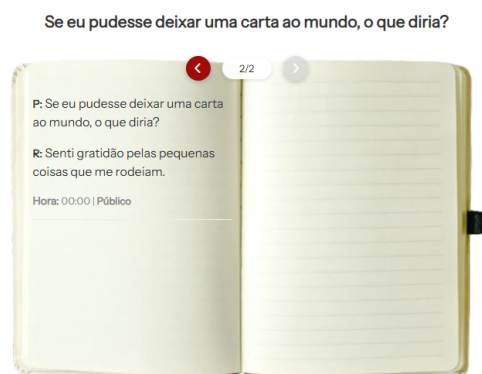 Se eu pudesse deixar uma carta ao mundo, o que diria?
2/2
P: Se eu pudesse deixar uma carta
ao mundo, o que diria?
R: Senti gratidão pelas pequenas
coisas que me rodeiam.
Hora: 00:00 | Público